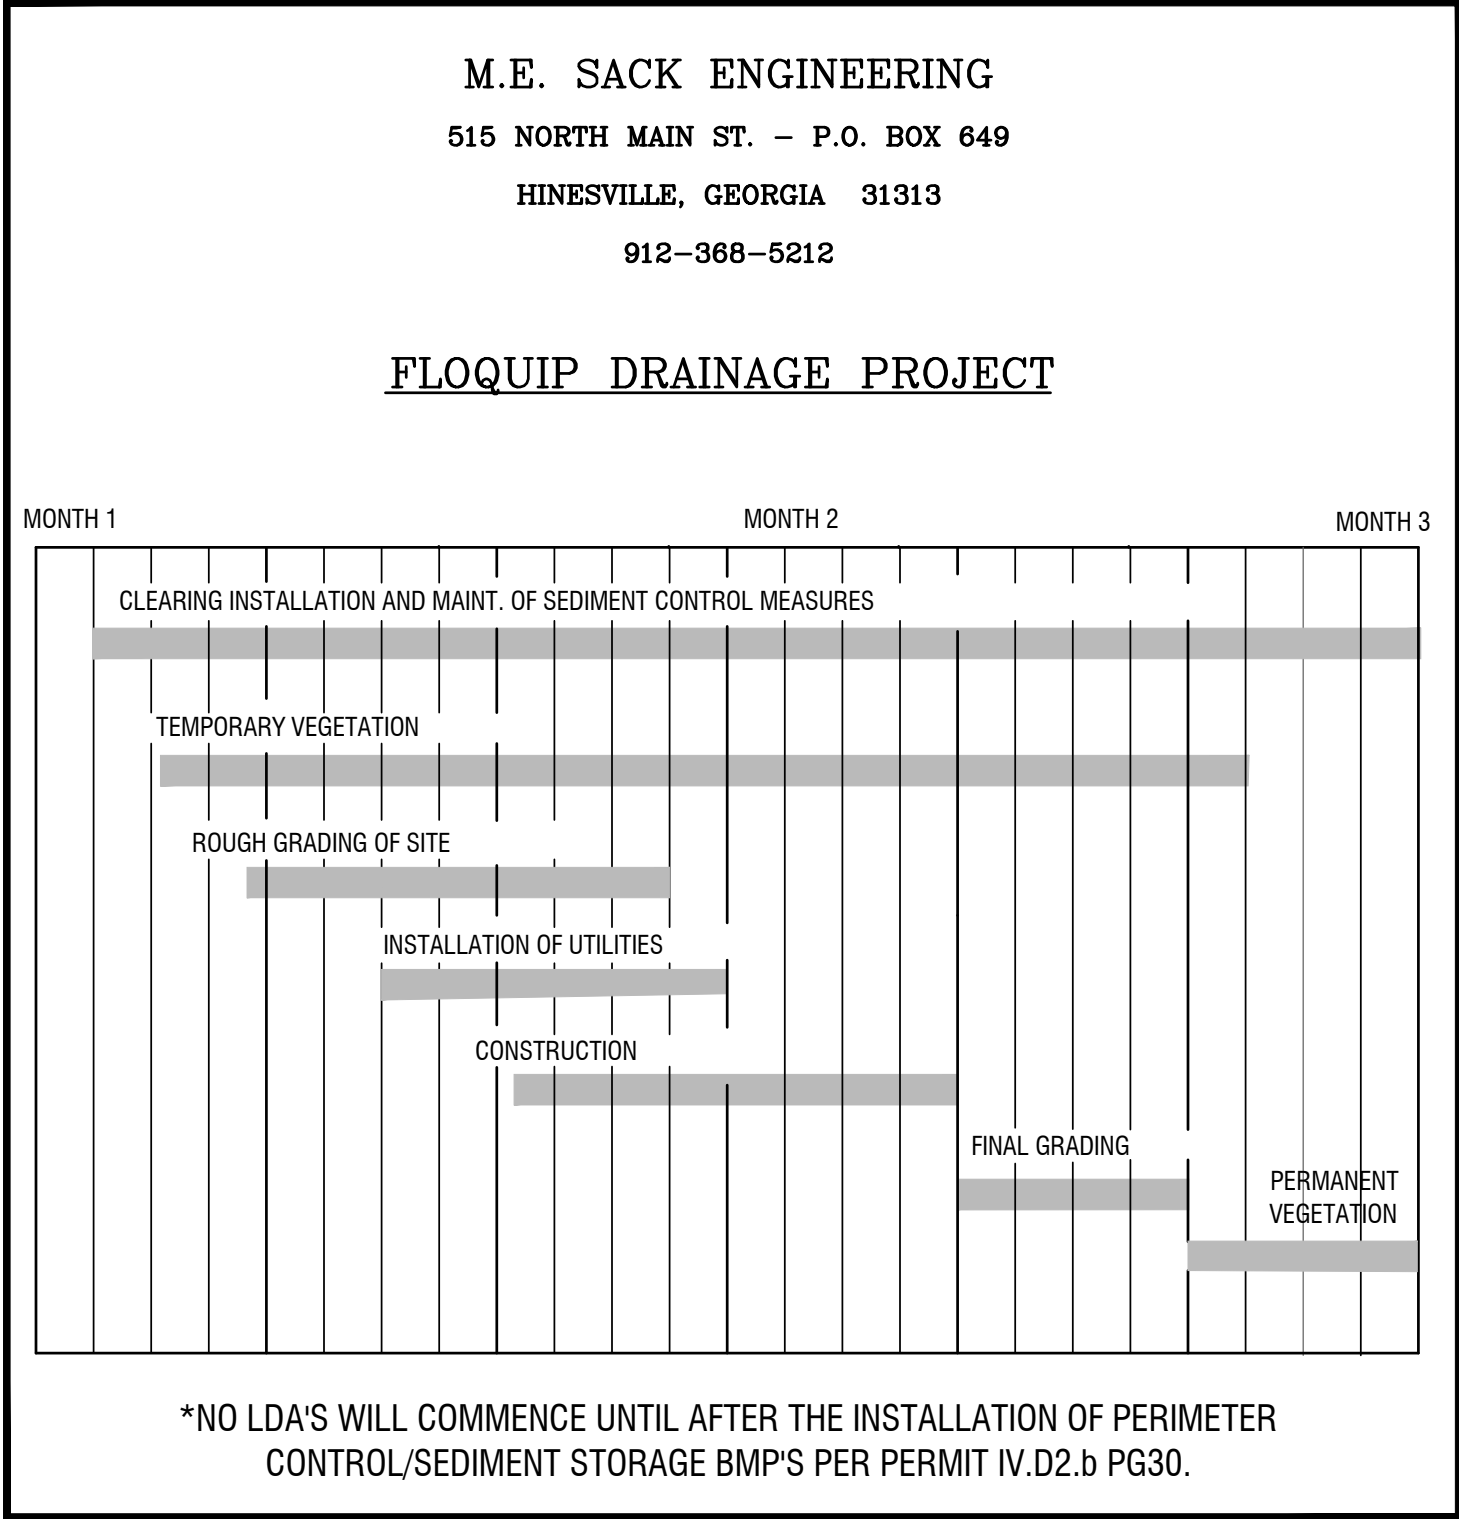 M.E. SACK ENGINEERING
515 NORTH MAIN ST. - P.O. BOX 649
HINESVILLE, GEORGIA 31313
912-368-5212
FLOQUIP DRAINAGE PROJECT
MONTH 1
MONTH 2
MONTH 3
CLEARING INSTALLATION AND MAINT. OF SEDIMENT CONTROL MEASURES
TEMPORARY VEGETATION
ROUGH GRADING OF SITE
INSTALLATION OF UTILITIES
CONSTRUCTION
FINAL GRADING
PERMANENT
VEGETATION
*NO LDA'S WILL COMMENCE UNTIL AFTER THE INSTALLATION OF PERIMETER
CONTROL/SEDIMENT STORAGE BMP'S PER PERMIT IV.D2.b PG30.